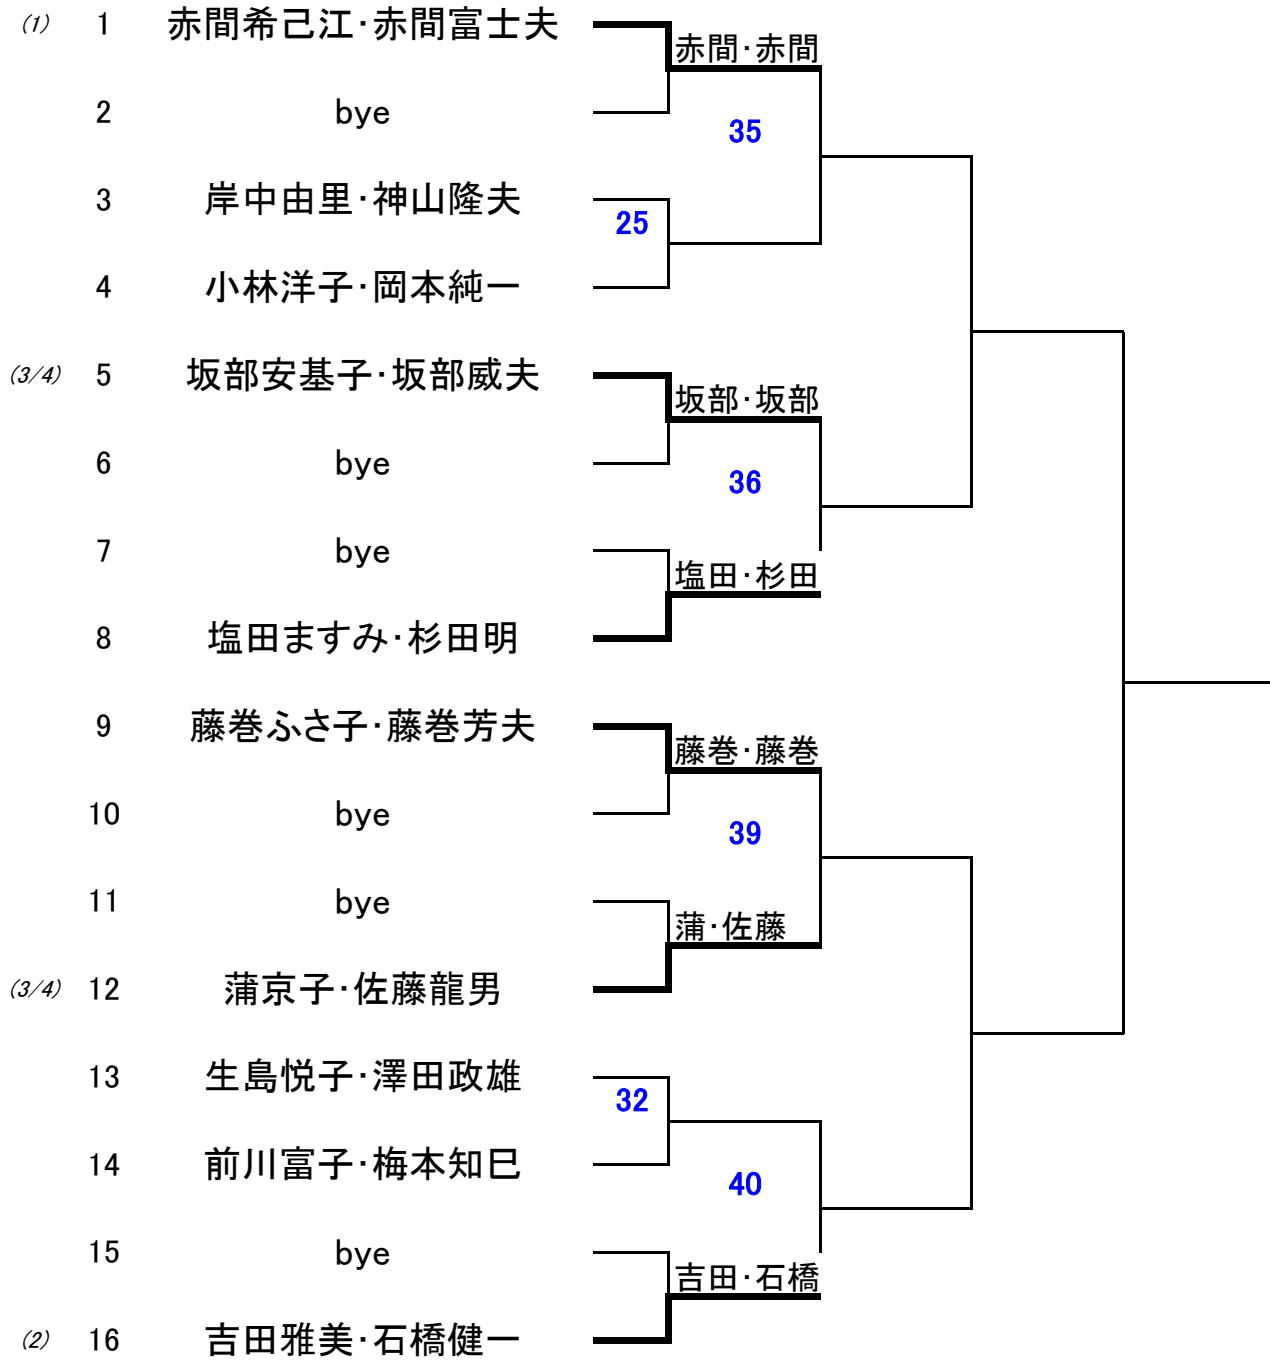 (1) 1 赤間希己江・赤間富士夫
赤間・赤間
2 bye
35
3 岸中由里・神山隆夫
25
4 小林洋子・岡本純一
(3/4) 5 坂部安基子・坂部威夫
坂部・坂部
6 bye
36
7 bye
塩田・杉田
8 塩田ますみ・杉田明
9 藤巻ふさ子・藤巻芳夫
藤巻・藤巻
10 bye
39
11 bye
蒲・佐藤
(3/4) 12 蒲京子・佐藤龍男
13 生島悦子・澤田政雄
32
14 前川富子・梅本知巳
40
15 bye
吉田・石橋
(2) 16 吉田雅美・石橋健一